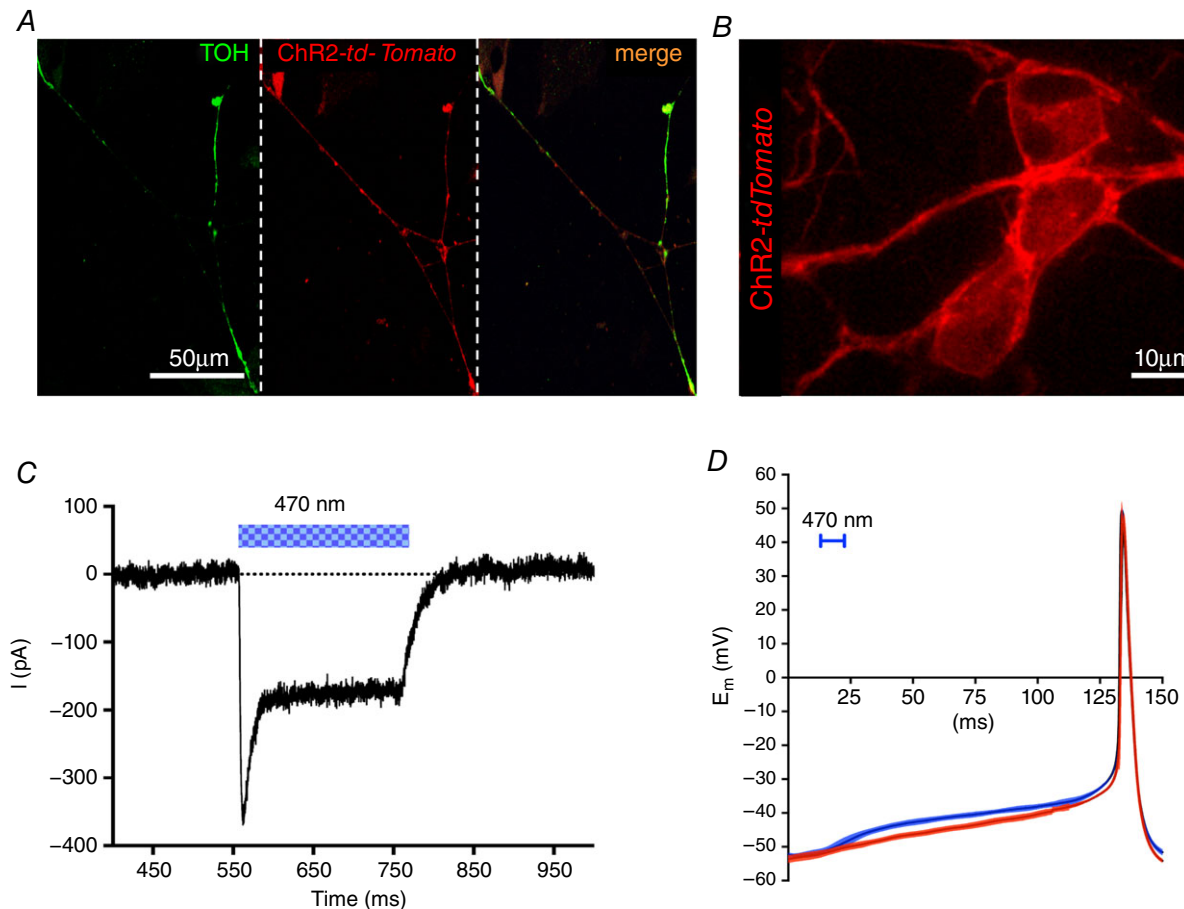 A
TOH
ChR2-td-Tomato
merge
50μm
B
ChR2-tdTomato
10μm
C
470 nm
100
0
−100
−200
−300
−400
I (pA)
450 550 650 750 850 950
Time (ms)
D
470 nm
60
50
40
30
20
10
0
−10
−20
−30
−40
−50
−60
Em (mV)
25 50 75 100 125 150
(ms)